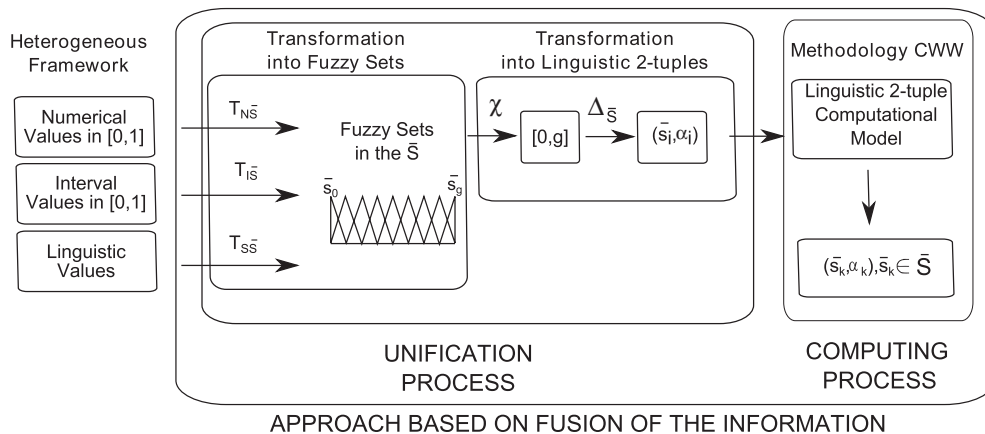 Heterogeneous
Framework
Numerical
Values in [0,1]
Interval
Values in [0,1]
Linguistic
Values
Transformation
into Fuzzy Sets
T_NS̄
T_IS̄
T_SS̄
Fuzzy Sets
in the S̄
s̄_0 s̄_g
Transformation
into Linguistic 2-tuples
χ
[0,g]
Δ_S̄
(s̄_i,α_i)
UNIFICATION
PROCESS
Methodology CWW
Linguistic 2-tuple
Computational
Model
(s̄_k,α_k),s̄_k∈ S̄
COMPUTING
PROCESS
APPROACH BASED ON FUSION OF THE INFORMATION